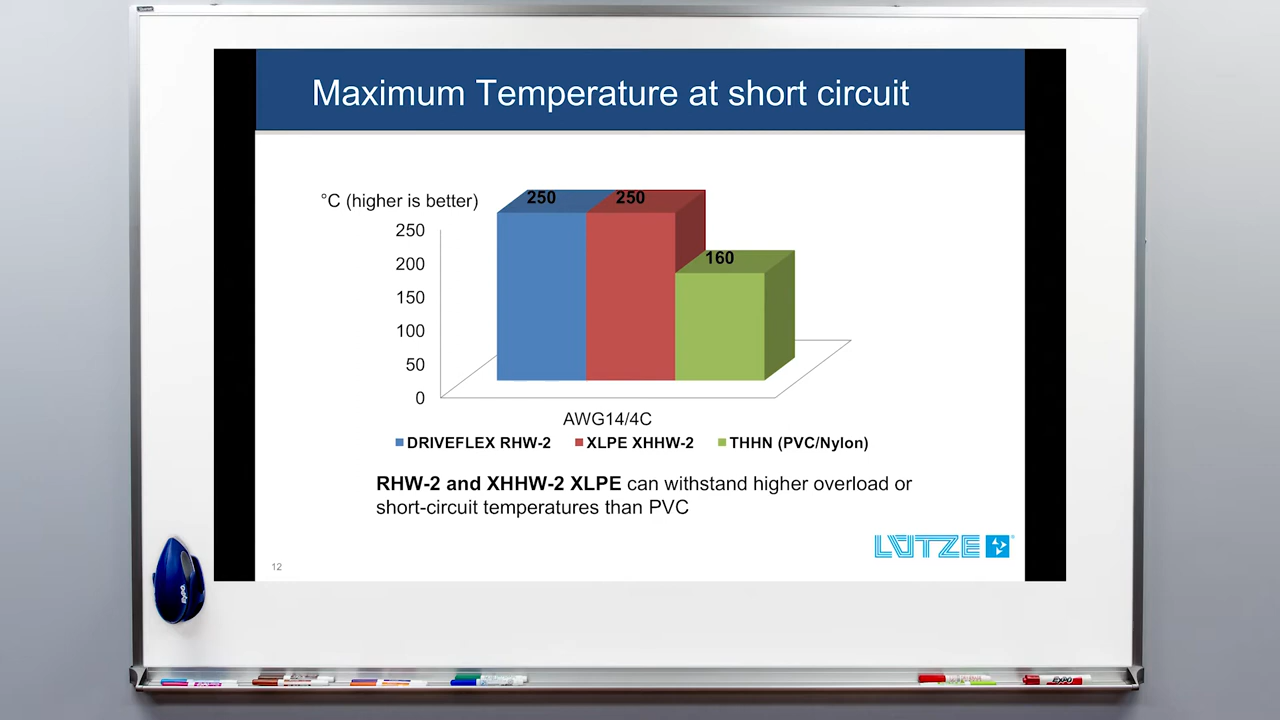 Maximum Temperature at short circuit
°C (higher is better)
250
200
150
100
50
0
250
250
160
AWG14/4C
DRIVEFLEX RHW-2 XLPE XHHW-2 THHN (PVC/Nylon)
RHW-2 and XHHW-2 XLPE can withstand higher overload or
short-circuit temperatures than PVC
LÜTZE
12
EXPO
EXPO